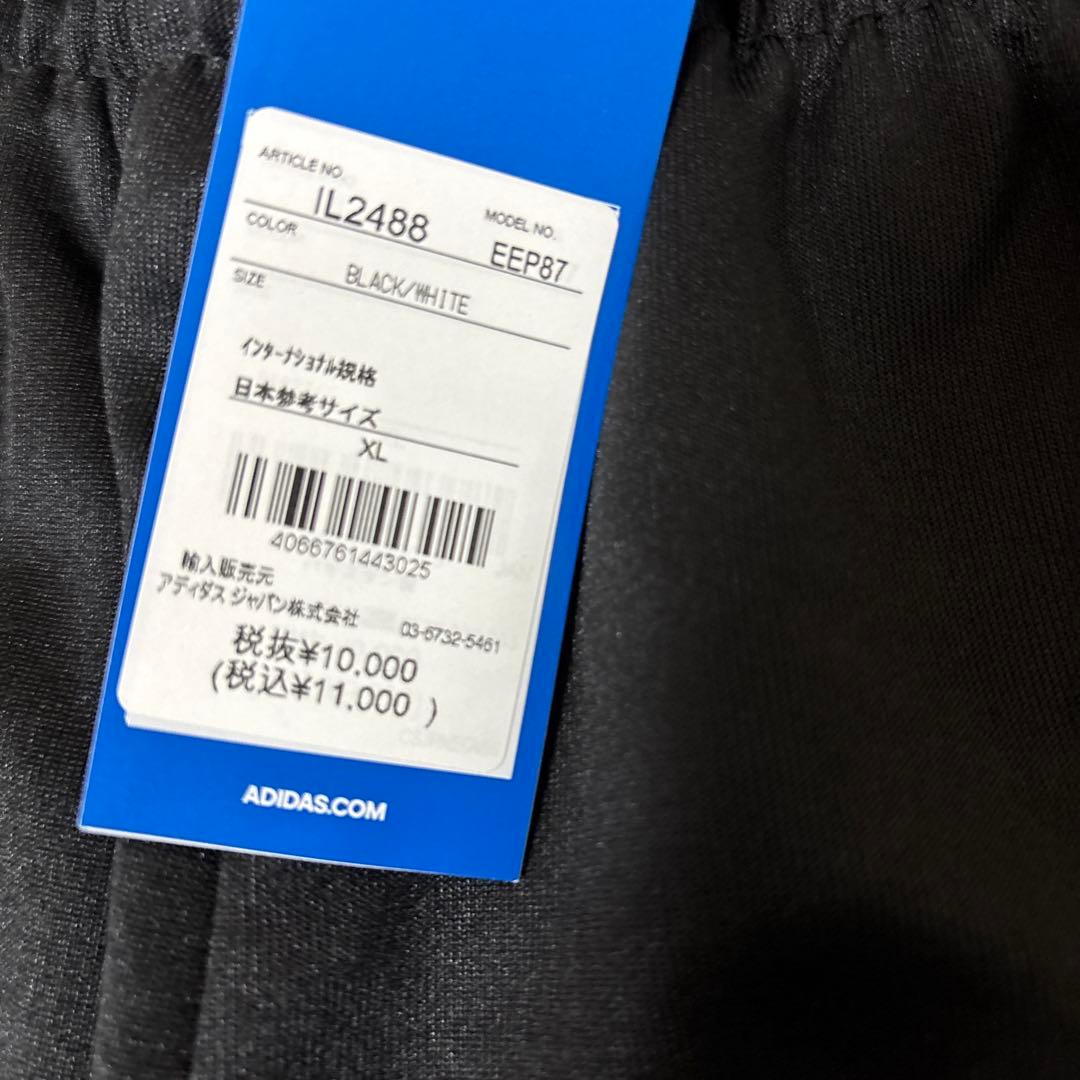 ARTICLE NO.
IL2488
MODEL NO.
EEP87
COLOR
BLACK/WHITE
SIZE
ｲﾝﾀｰﾅｼｮﾅﾙ規格
日本参考サイズ
XL
4066761443025
輸入販売元
アディダス ジャパン株式会社 03-6732-5461
税抜¥10,000
(税込¥11,000 )
ADIDAS.COM